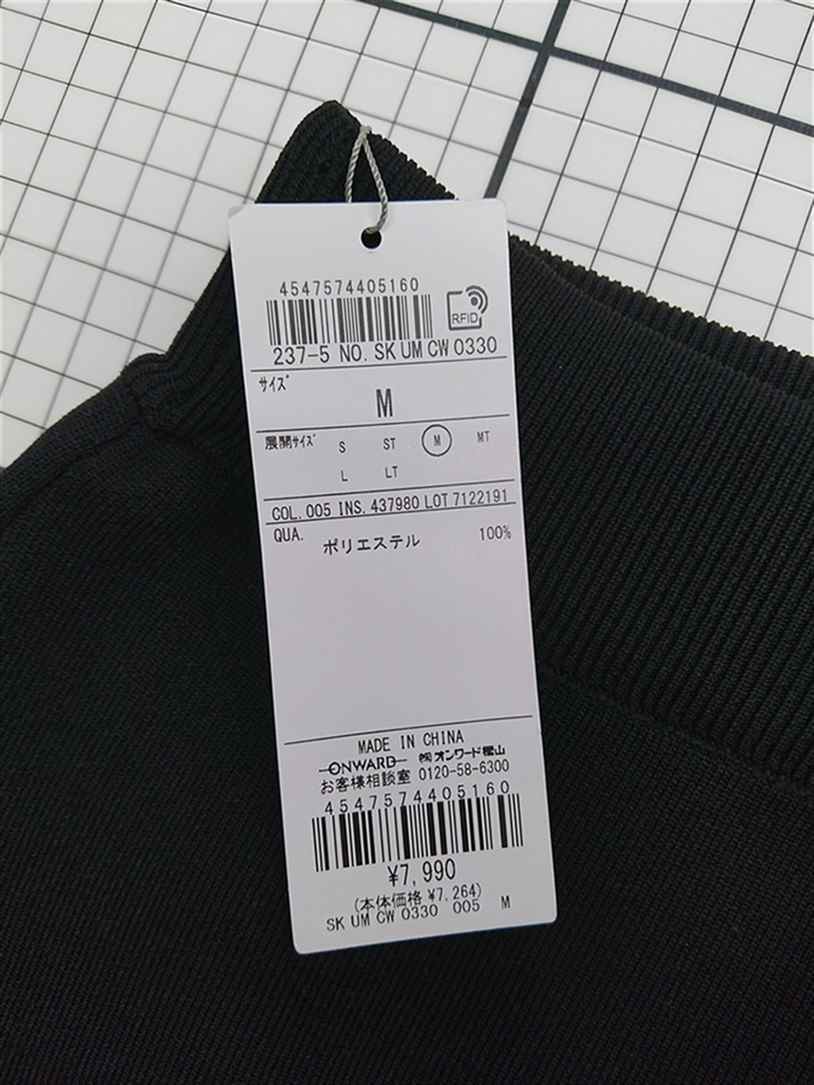 4547574405160
RFID
237-5 NO. SK UM CW 0330
サイズ
M
展開サイズ S ST M MT
L LT
COL. 005 INS. 437980 LOT 7122191
QUA. ポリエステル 100%
MADE IN CHINA
ONWARD ㈱オンワード樫山
お客様相談室 0120-58-6300
4547574405160
¥7,990
(本体価格 ¥7,264)
SK UM CW 0330 005 M